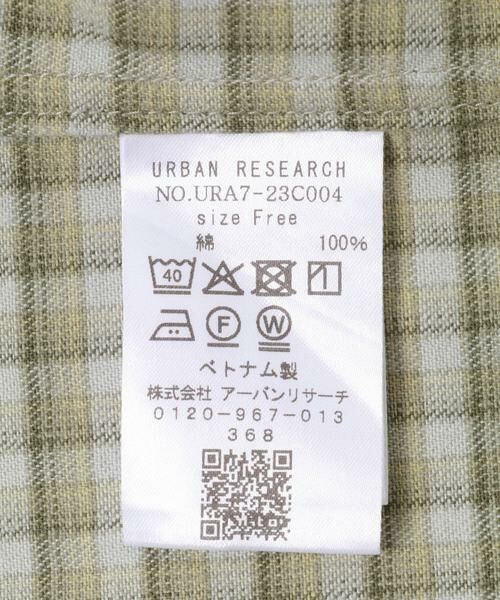 URBAN RESEARCH
NO.URA7-23C004
size Free
綿 100%
40
F W
ベトナム製
株式会社 アーバンリサーチ
0120-967-013
368